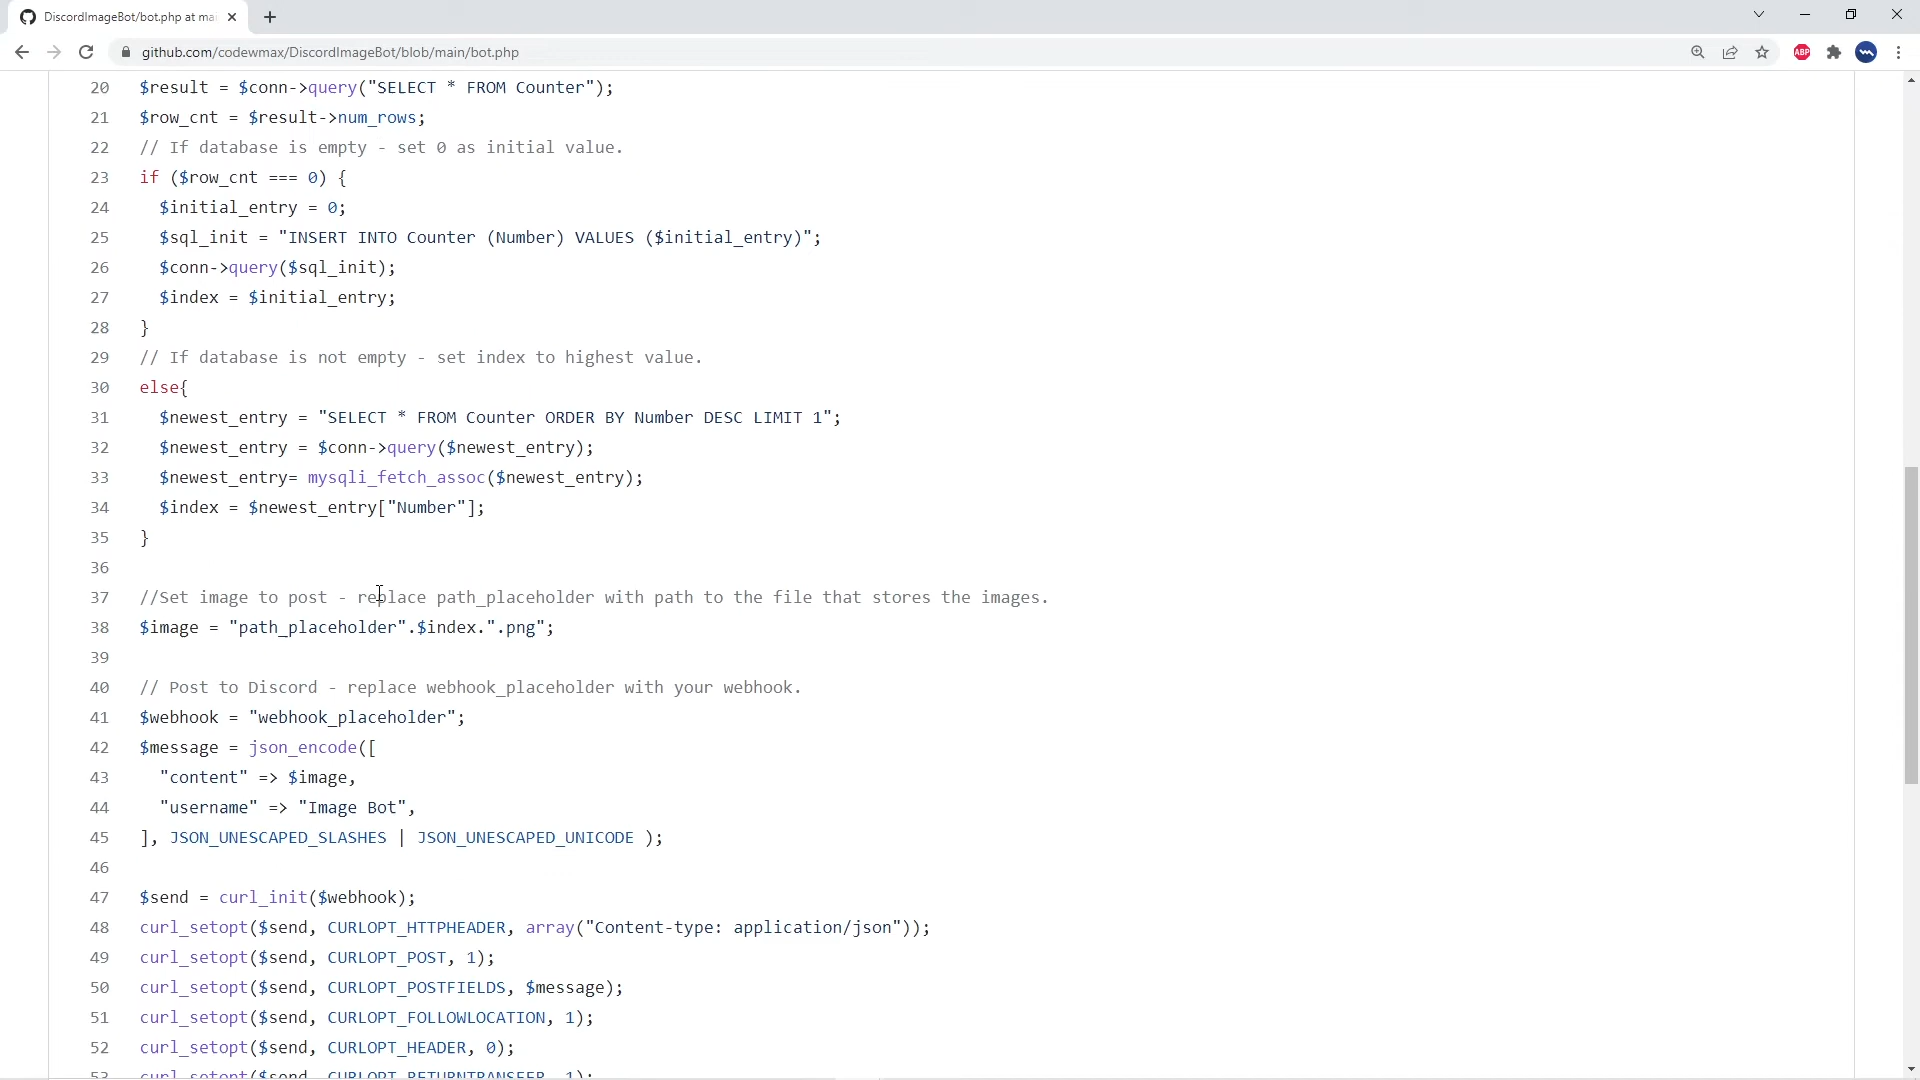 DiscordImageBot/bot.php at mai
github.com/codewmax/DiscordImageBot/blob/main/bot.php
ABP
20 $result = $conn->query("SELECT * FROM Counter");
21 $row_cnt = $result->num_rows;
22 // If database is empty - set 0 as initial value.
23 if ($row_cnt === 0) {
24 $initial_entry = 0;
25 $sql_init = "INSERT INTO Counter (Number) VALUES ($initial_entry)";
26 $conn->query($sql_init);
27 $index = $initial_entry;
28 }
29 // If database is not empty - set index to highest value.
30 else{
31 $newest_entry = "SELECT * FROM Counter ORDER BY Number DESC LIMIT 1";
32 $newest_entry = $conn->query($newest_entry);
33 $newest_entry= mysqli_fetch_assoc($newest_entry);
34 $index = $newest_entry["Number"];
35 }
36
37 //Set image to post - replace path_placeholder with path to the file that stores the images.
38 $image = "path_placeholder".$index.".png";
39
40 // Post to Discord - replace webhook_placeholder with your webhook.
41 $webhook = "webhook_placeholder";
42 $message = json_encode([
43 "content" => $image,
44 "username" => "Image Bot",
45 ], JSON_UNESCAPED_SLASHES | JSON_UNESCAPED_UNICODE );
46
47 $send = curl_init($webhook);
48 curl_setopt($send, CURLOPT_HTTPHEADER, array("Content-type: application/json"));
49 curl_setopt($send, CURLOPT_POST, 1);
50 curl_setopt($send, CURLOPT_POSTFIELDS, $message);
51 curl_setopt($send, CURLOPT_FOLLOWLOCATION, 1);
52 curl_setopt($send, CURLOPT_HEADER, 0);
53 curl_setopt($send, CURLOPT_RETURNTRANSFER, 1);